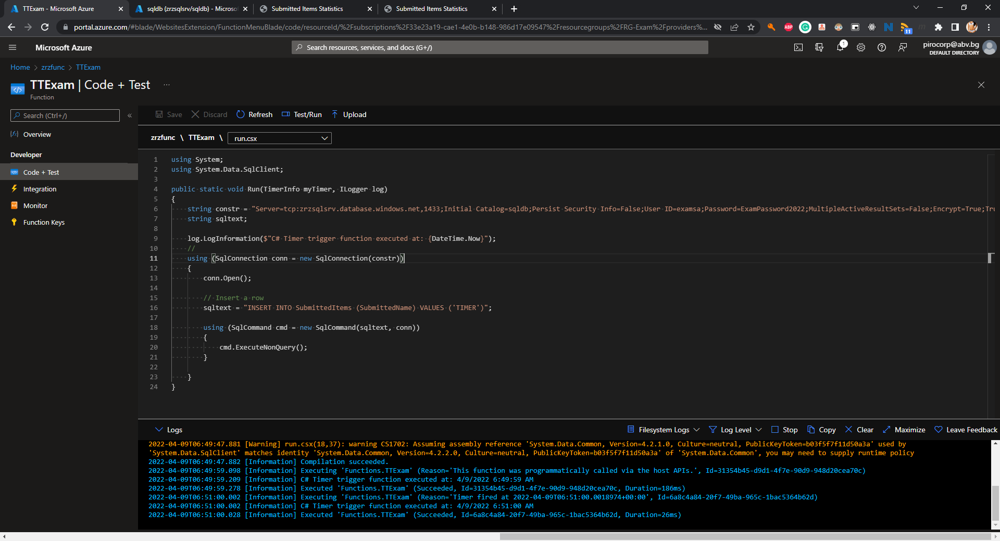 TTExam - Microsoft Azure
sqldb (zrzsqlsrv/sqldb) - Microso
Submitted Items Statistics
Submitted Items Statistics
portal.azure.com/#blade/WebsitesExtension/FunctionMenuBlade/code/resourceId/%2Fsubscriptions%2F33e23a19-cae1-4e0b-b148-986d17e09547%2Fresourcegroups%2FRG-Exam%2Fproviders%...
ABP
11
Microsoft Azure
Search resources, services, and docs (G+/)
1
pirocorp@abv.bg
DEFAULT DIRECTORY
Home > zrzfunc > TTExam
TTExam | Code + Test ...
Function
Search (Ctrl+/) «
Overview
Developer
Code + Test
Integration
Monitor
Function Keys
Save Discard Refresh Test/Run Upload
zrzfunc \ TTExam \ run.csx
1 using System;
2 using System.Data.SqlClient;
3
4 public static void Run(TimerInfo myTimer, ILogger log)
5 {
6 string constr = "Server=tcp:zrzsqlsrv.database.windows.net,1433;Initial Catalog=sqldb;Persist Security Info=False;User ID=examsa;Password=ExamPassword2022;MultipleActiveResultSets=False;Encrypt=True;Tru
7 string sqltext;
8
9 log.LogInformation($"C# Timer trigger function executed at: {DateTime.Now}");
10 //
11 using (SqlConnection conn = new SqlConnection(constr))
12 {
13 conn.Open();
14
15 // Insert a row
16 sqltext = "INSERT INTO SubmittedItems (SubmittedName) VALUES ('TIMER')";
17
18 using (SqlCommand cmd = new SqlCommand(sqltext, conn))
19 {
20 cmd.ExecuteNonQuery();
21 }
22
23 }
24 }
Logs
Filesystem Logs Log Level Stop Copy Clear Maximize Leave Feedback
2022-04-09T06:49:47.881 [Warning] run.csx(18,37): warning CS1702: Assuming assembly reference 'System.Data.Common, Version=4.2.1.0, Culture=neutral, PublicKeyToken=b03f5f7f11d50a3a' used by
'System.Data.SqlClient' matches identity 'System.Data.Common, Version=4.2.2.0, Culture=neutral, PublicKeyToken=b03f5f7f11d50a3a' of 'System.Data.Common', you may need to supply runtime policy
2022-04-09T06:49:47.882 [Information] Compilation succeeded.
2022-04-09T06:49:59.098 [Information] Executing 'Functions.TTExam' (Reason='This function was programmatically called via the host APIs.', Id=31354b45-d9d1-4f7e-90d9-948d20cea70c)
2022-04-09T06:49:59.209 [Information] C# Timer trigger function executed at: 4/9/2022 6:49:59 AM
2022-04-09T06:49:59.278 [Information] Executed 'Functions.TTExam' (Succeeded, Id=31354b45-d9d1-4f7e-90d9-948d20cea70c, Duration=186ms)
2022-04-09T06:51:00.002 [Information] Executing 'Functions.TTExam' (Reason='Timer fired at 2022-04-09T06:51:00.0018974+00:00', Id=6a8c4a84-20f7-49ba-965c-1bac5364b62d)
2022-04-09T06:51:00.002 [Information] C# Timer trigger function executed at: 4/9/2022 6:51:00 AM
2022-04-09T06:51:00.028 [Information] Executed 'Functions.TTExam' (Succeeded, Id=6a8c4a84-20f7-49ba-965c-1bac5364b62d, Duration=26ms)